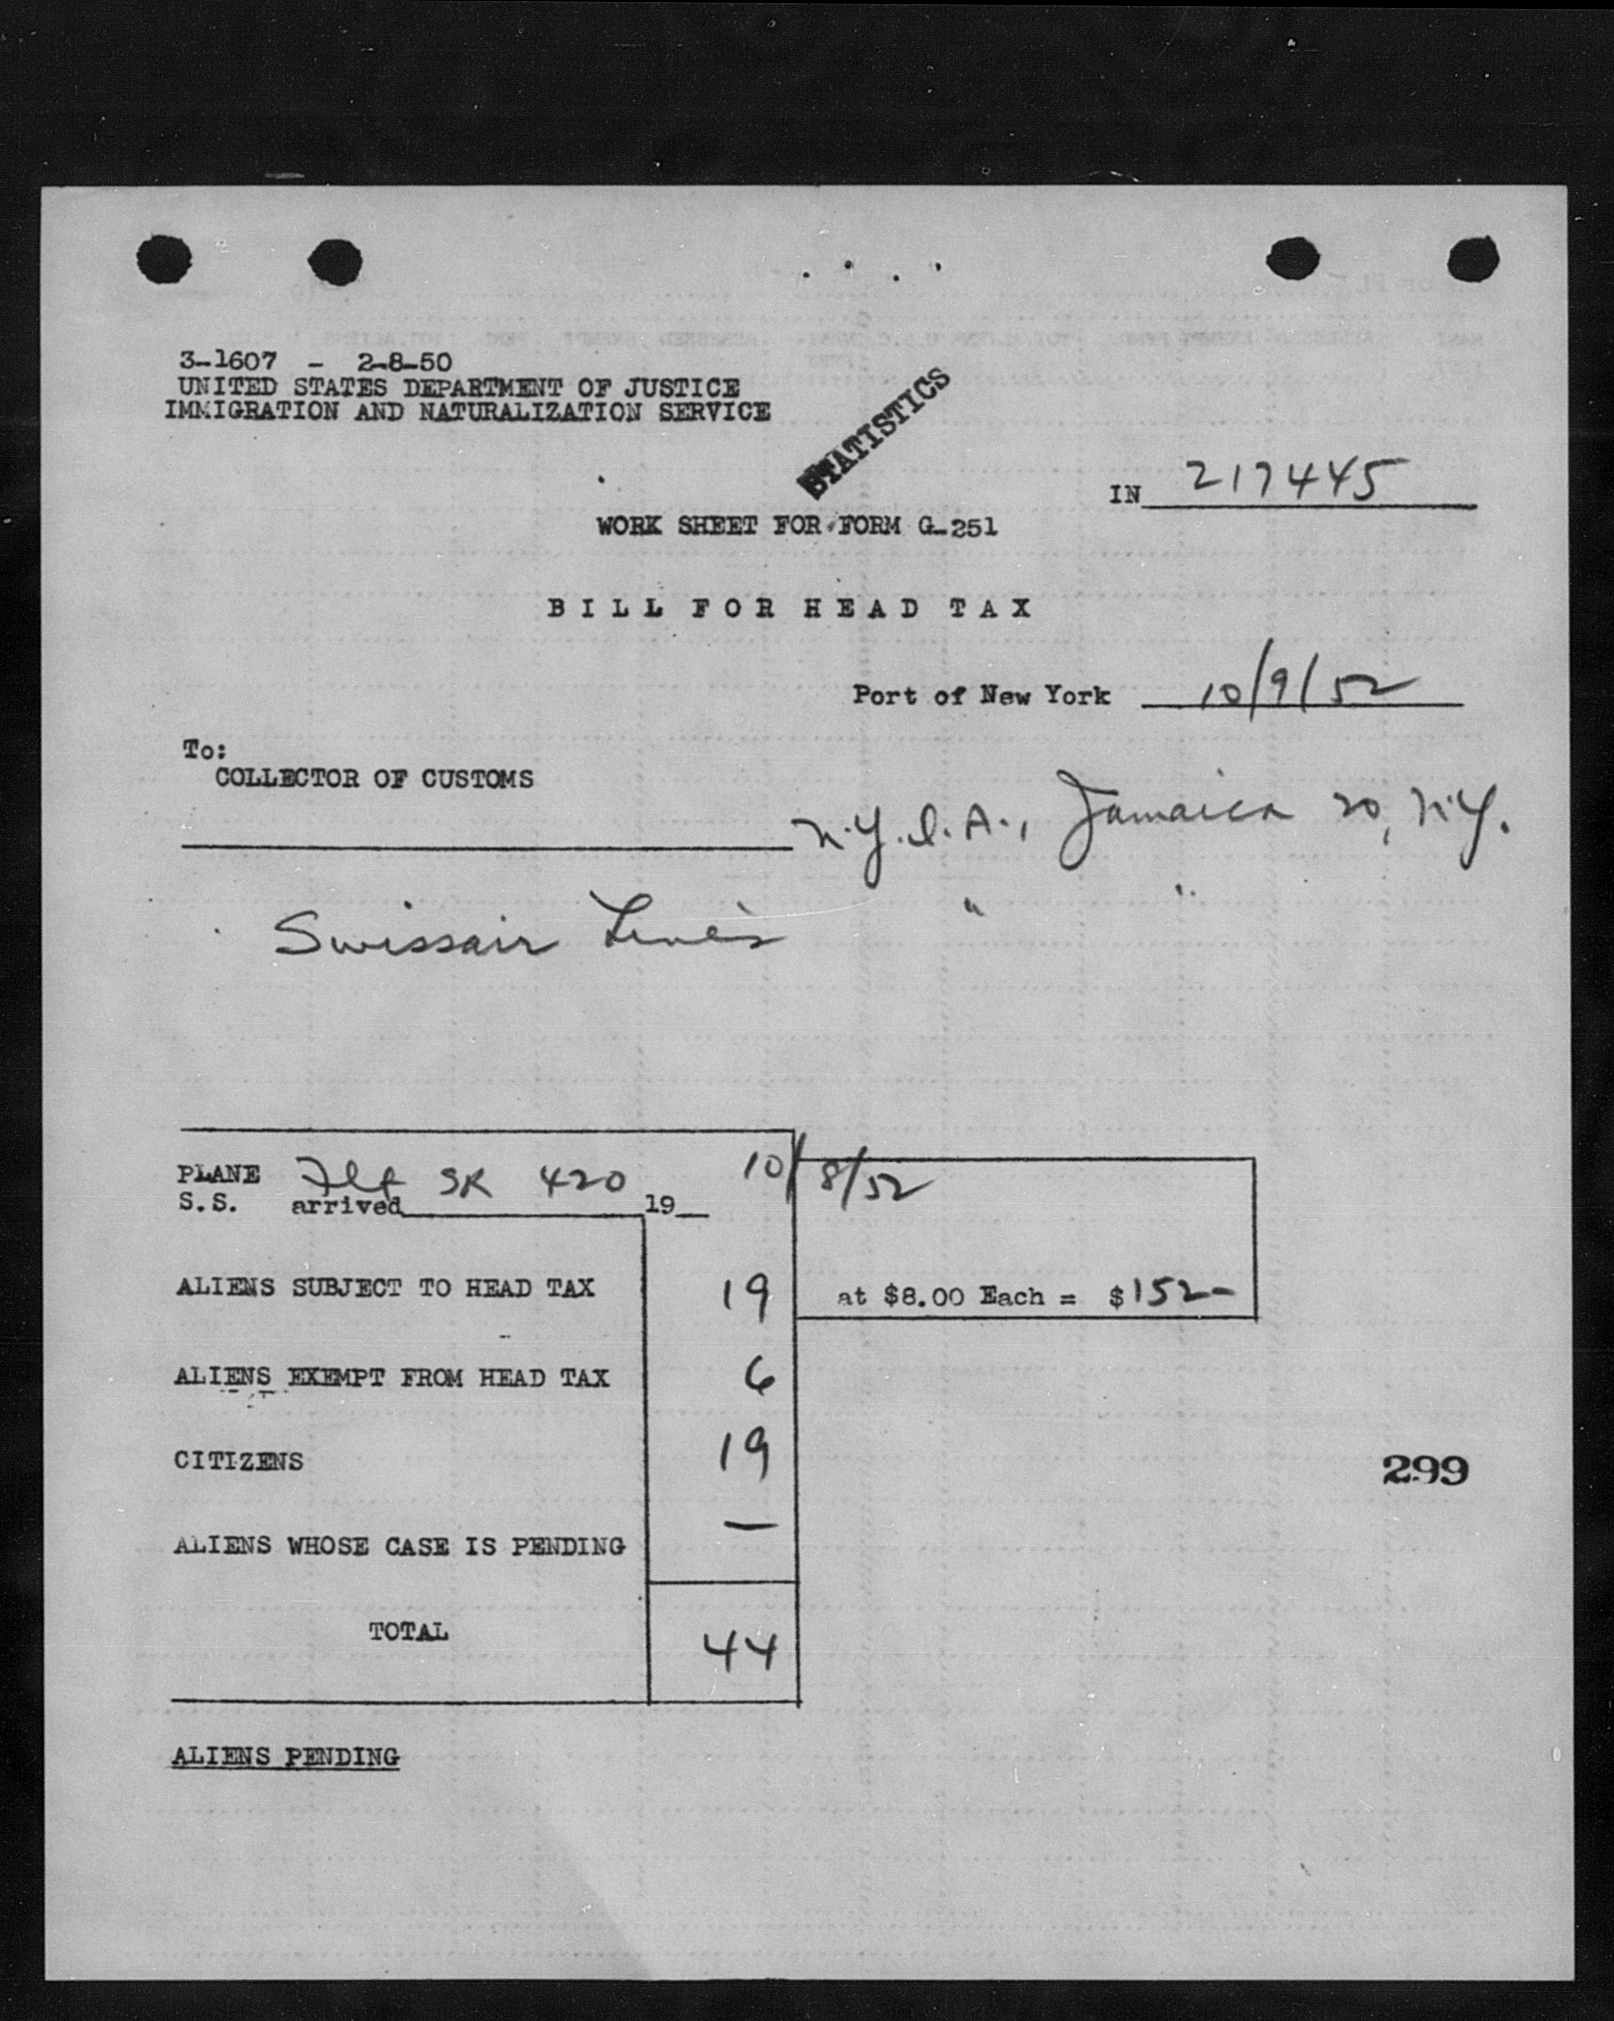 3-1607 - 2-8-50
UNITED STATES DEPARTMENT OF JUSTICE
IMMIGRATION AND NATURALIZATION SERVICE
STATISTICS
IN 217445
WORK SHEET FOR FORM G-251
BILL FOR HEAD TAX
Port of New York 10/9/52
To:
COLLECTOR OF CUSTOMS
N.Y.I.A., Jamaica 20, N.Y.
Swissair Lines " "
PLANE Flt SR 420 10/8/52
S.S. arrived 19
ALIENS SUBJECT TO HEAD TAX 19 at $8.00 Each = $152-
ALIENS EXEMPT FROM HEAD TAX 6
CITIZENS 19
299
ALIENS WHOSE CASE IS PENDING —
TOTAL 44
ALIENS PENDING